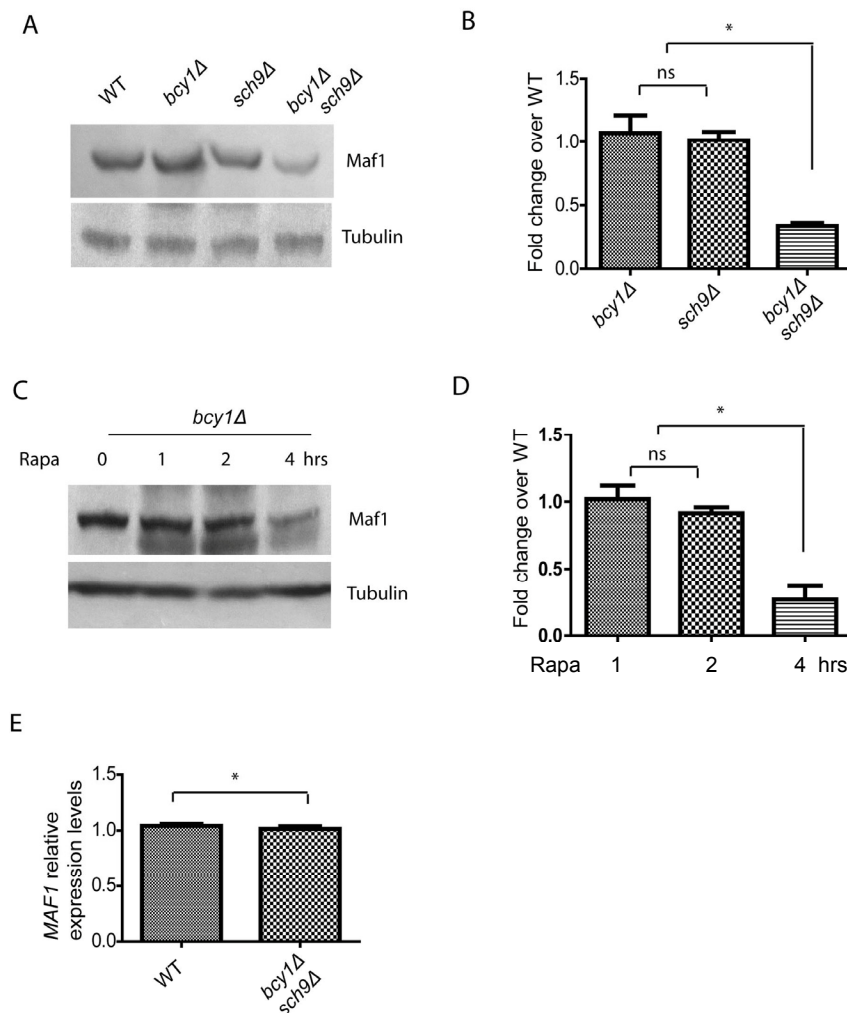 A
WT bcy1Δ sch9Δ bcy1Δ sch9Δ
Maf1
Tubulin
B
*
ns
Fold change over WT
1.5
1.0
0.5
0.0
bcy1Δ sch9Δ bcy1Δ sch9Δ
C
bcy1Δ
Rapa 0 1 2 4 hrs
Maf1
Tubulin
D
*
ns
Fold change over WT
1.5
1.0
0.5
0.0
Rapa 1 2 4 hrs
E
*
MAF1 relative
expression levels
1.5
1.0
0.5
0.0
WT bcy1Δ sch9Δ